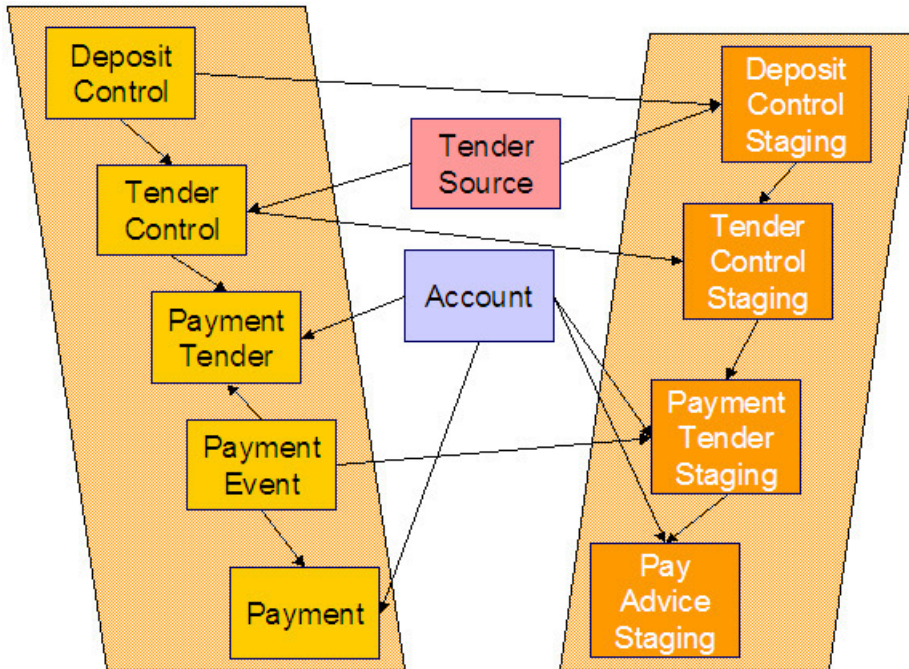 Deposit
Control
Tender
Control
Payment
Tender
Payment
Event
Payment
Tender
Source
Account
Deposit
Control
Staging
Tender
Control
Staging
Payment
Tender
Staging
Pay
Advice
Staging